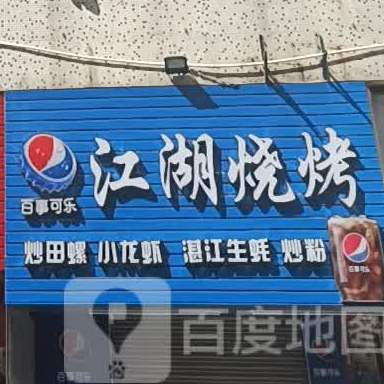 江湖烧烤
百事可乐
炒田螺 小龙虾 湛江生蚝 炒粉
百度地图